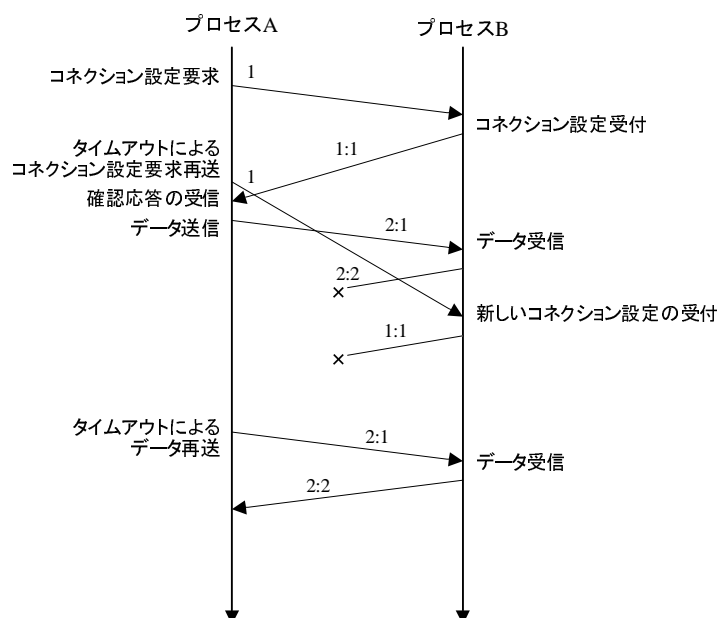 プロセスA
プロセスB
コネクション設定要求
1
コネクション設定受付
1:1
タイムアウトによる
コネクション設定要求再送
1
確認応答の受信
データ送信
2:1
データ受信
2:2
×
新しいコネクション設定の受付
1:1
×
タイムアウトによる
データ再送
2:1
データ受信
2:2